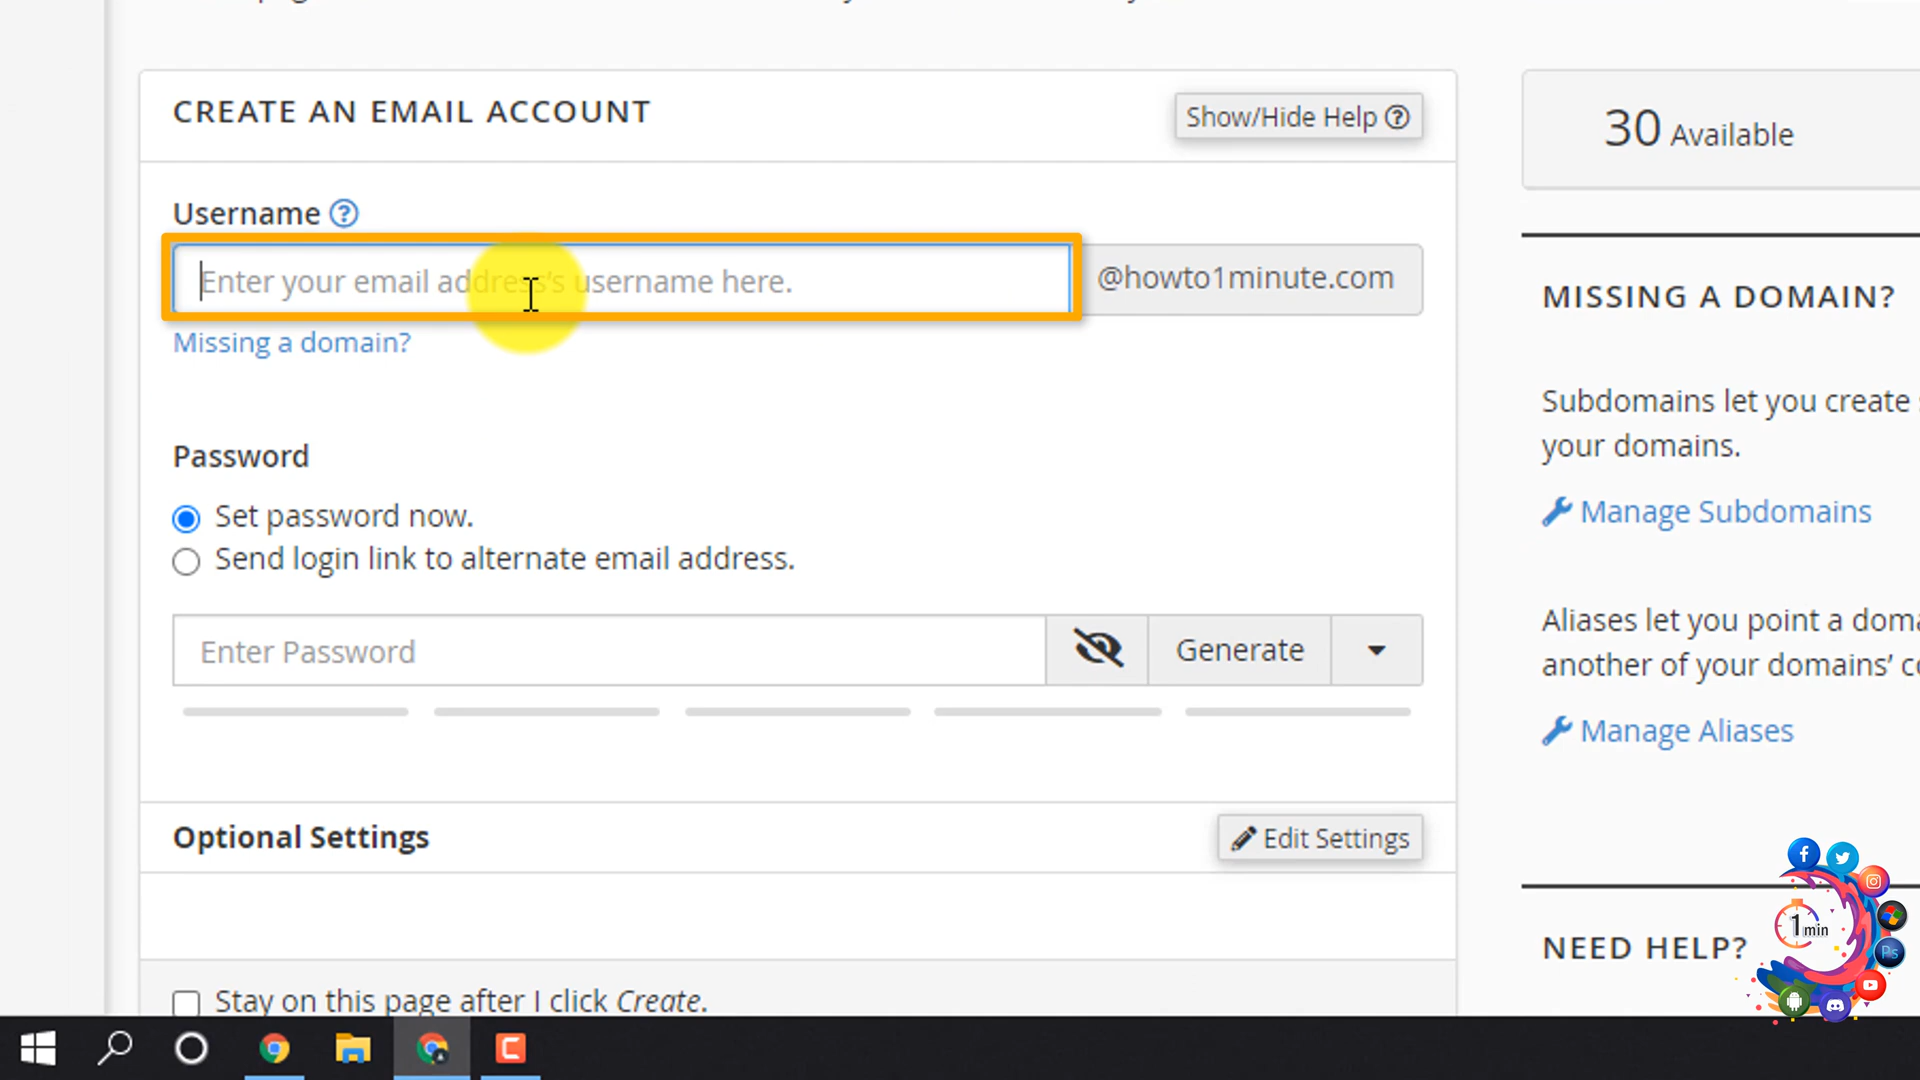 CREATE AN EMAIL ACCOUNT
Show/Hide Help
Username
Enter your email address's username here.
@howto1minute.com
Missing a domain?
Password
Set password now.
Send login link to alternate email address.
Enter Password
Generate
Optional Settings
Edit Settings
Stay on this page after I click Create.
30 Available
MISSING A DOMAIN?
Subdomains let you create
your domains.
Manage Subdomains
Aliases let you point a doma
another of your domains’ co
Manage Aliases
NEED HELP?
1 min
Ps